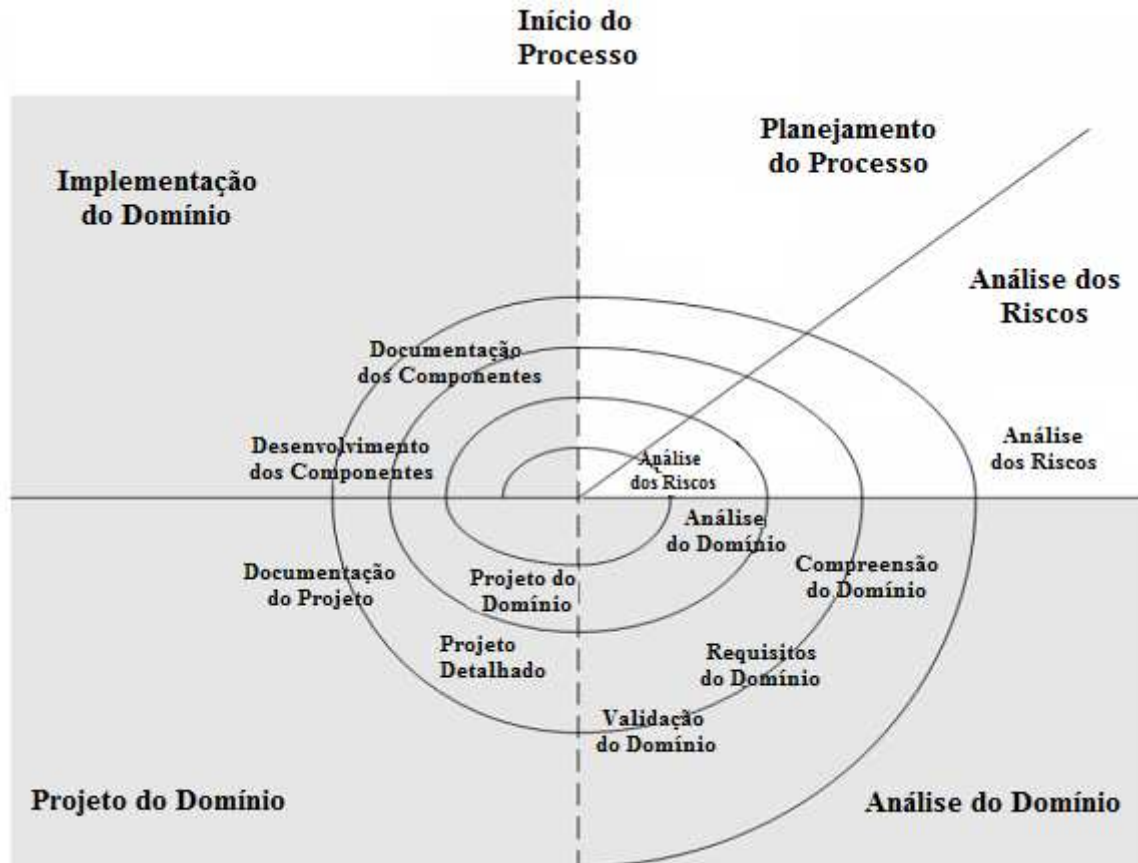 Início do
Processo
Planejamento
do Processo
Implementação
do Domínio
Análise dos
Riscos
Documentação
dos Componentes
Desenvolvimento
dos Componentes
Análise
dos Riscos
Análise
dos Riscos
Análise
do Domínio
Compreensão
do Domínio
Documentação
do Projeto
Projeto do
Domínio
Projeto
Detalhado
Requisitos
do Domínio
Validação
do Domínio
Projeto do Domínio
Análise do Domínio